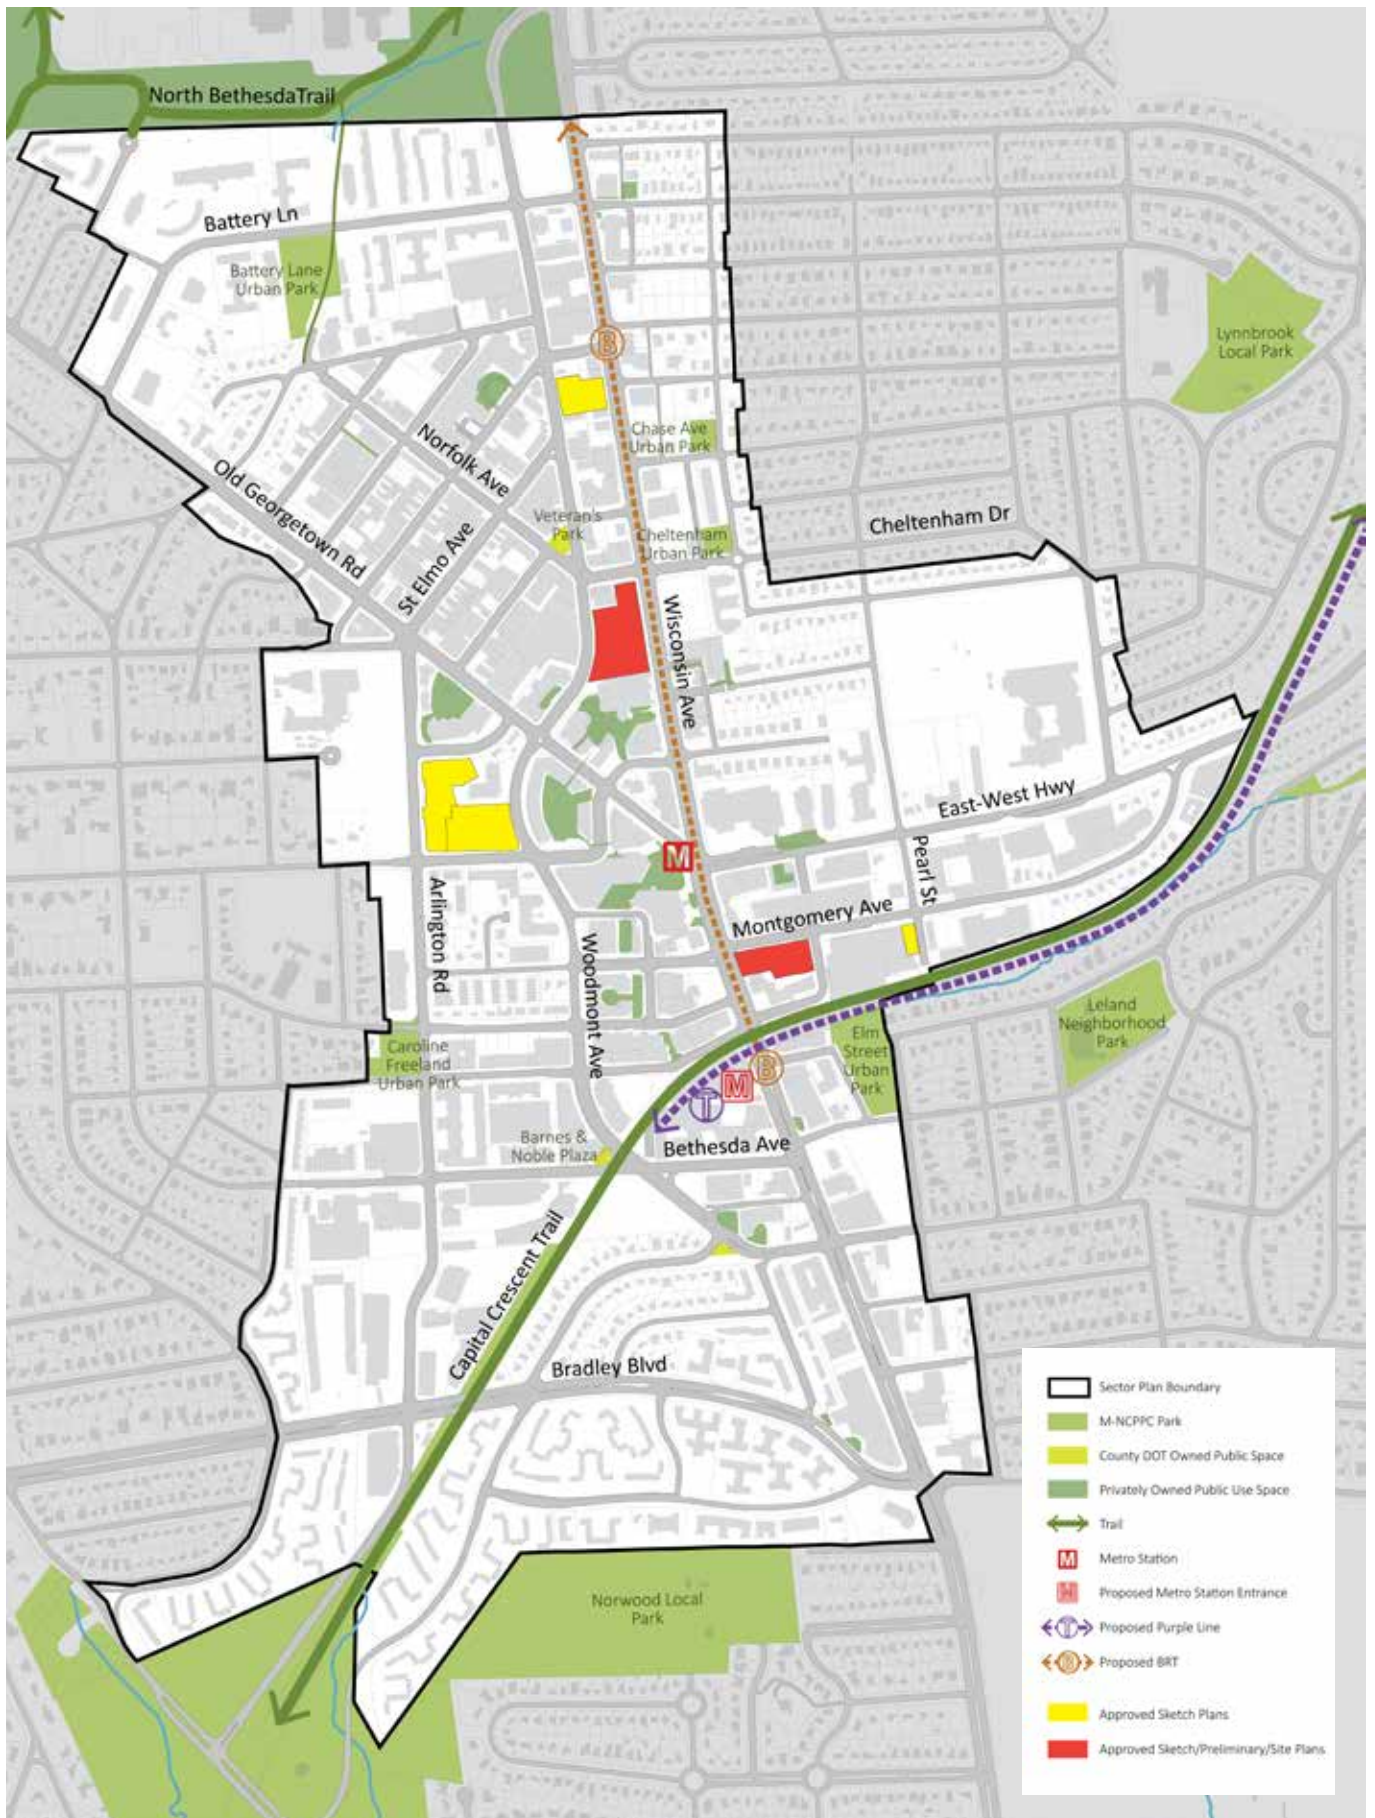 North BethesdaTrail
Battery Ln
Battery Lane
Urban Park
B
Lynnbrook
Local Park
Chase Ave
Urban Park
Norfolk Ave
Old Georgetown Rd
St Elmo Ave
Veteran's
Park
Cheltenham
Urban Park
Cheltenham Dr
Wisconsin Ave
East-West Hwy
M
Pearl St
Arlington Rd
Montgomery Ave
Woodmont Ave
Caroline
Freeland
Urban Park
Elm
Street
Urban
Park
Leland
Neighborhood
Park
B
M
T
Barnes &
Noble Plaza
Bethesda Ave
Capital Crescent Trail
Bradley Blvd
Norwood Local
Park
Sector Plan Boundary
M-NCPPC Park
County DOT Owned Public Space
Privately Owned Public Use Space
Trail
M Metro Station
M Proposed Metro Station Entrance
T Proposed Purple Line
B Proposed BRT
Approved Sketch Plans
Approved Sketch/Preliminary/Site Plans